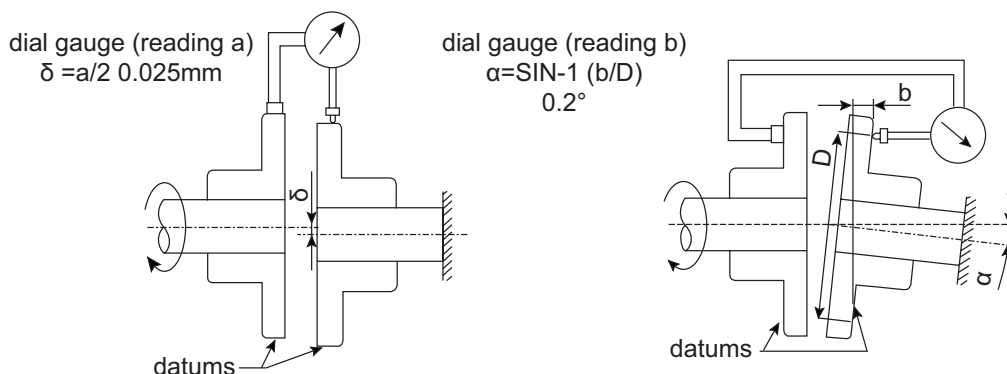 dial gauge (reading a)
δ =a/2 0.025mm
δ
datums
dial gauge (reading b)
α=SIN-1 (b/D)
0.2°
b
D
α
datums